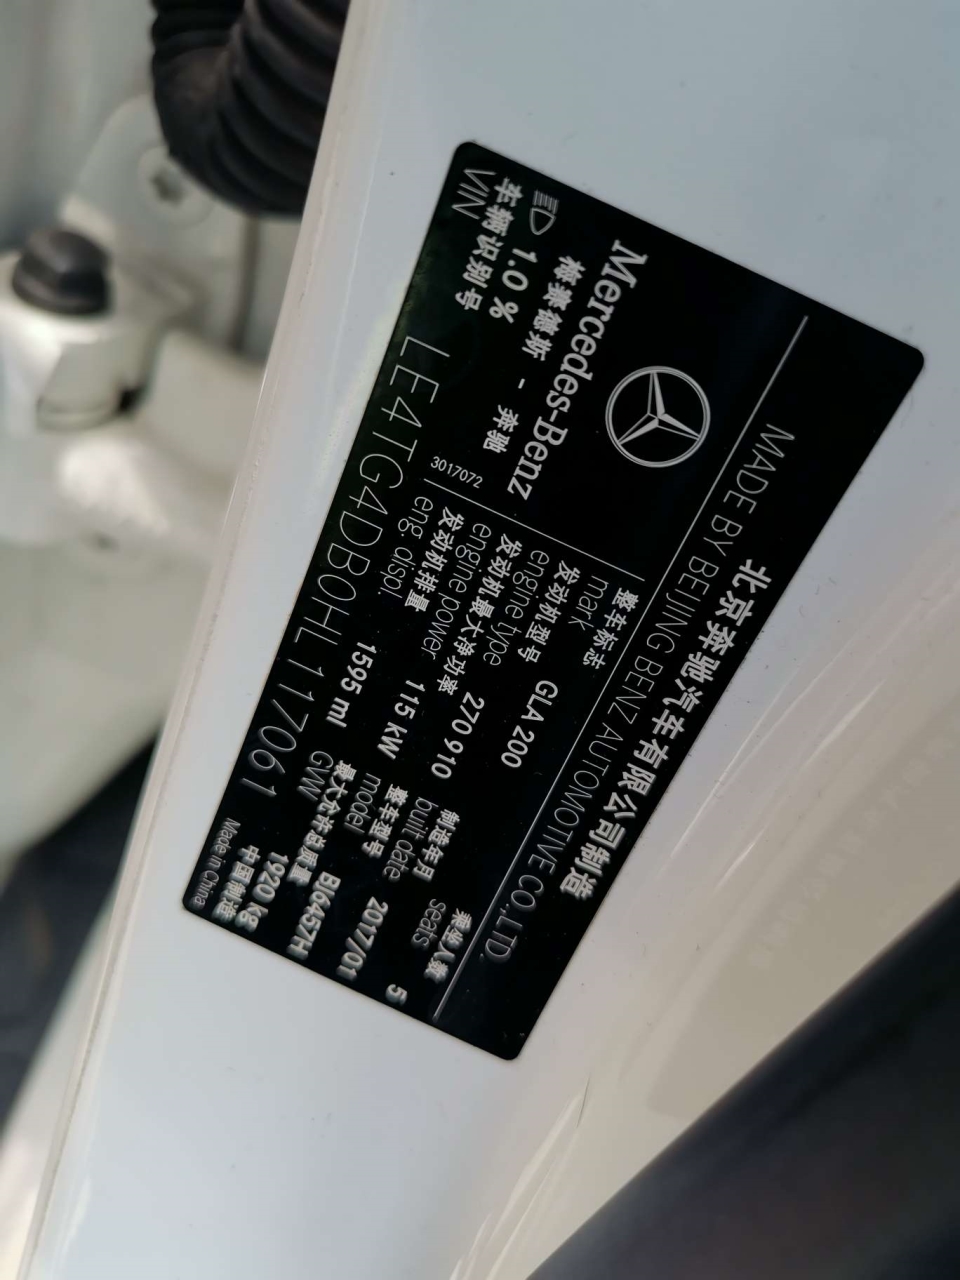 北京奔驰汽车有限公司制造
MADE BY BEIJING BENZ AUTOMOTIVE CO.,LTD.
Mercedes-Benz
梅赛德斯 - 奔驰
1.0 %
3017072
整车标志
mark
GLA 200
乘坐人数
seats
5
发动机型号
engine type
270 910
制造年月
built date
2017/01
发动机最大净功率
engine power
115 kW
整车型号
model
BJ6457H
发动机排量
eng. displ.
1595 ml
最大允许总质量
GVW
1920 kg
车辆识别号
VIN
LE4TG4DB0HL117061
中国制造
Made in China